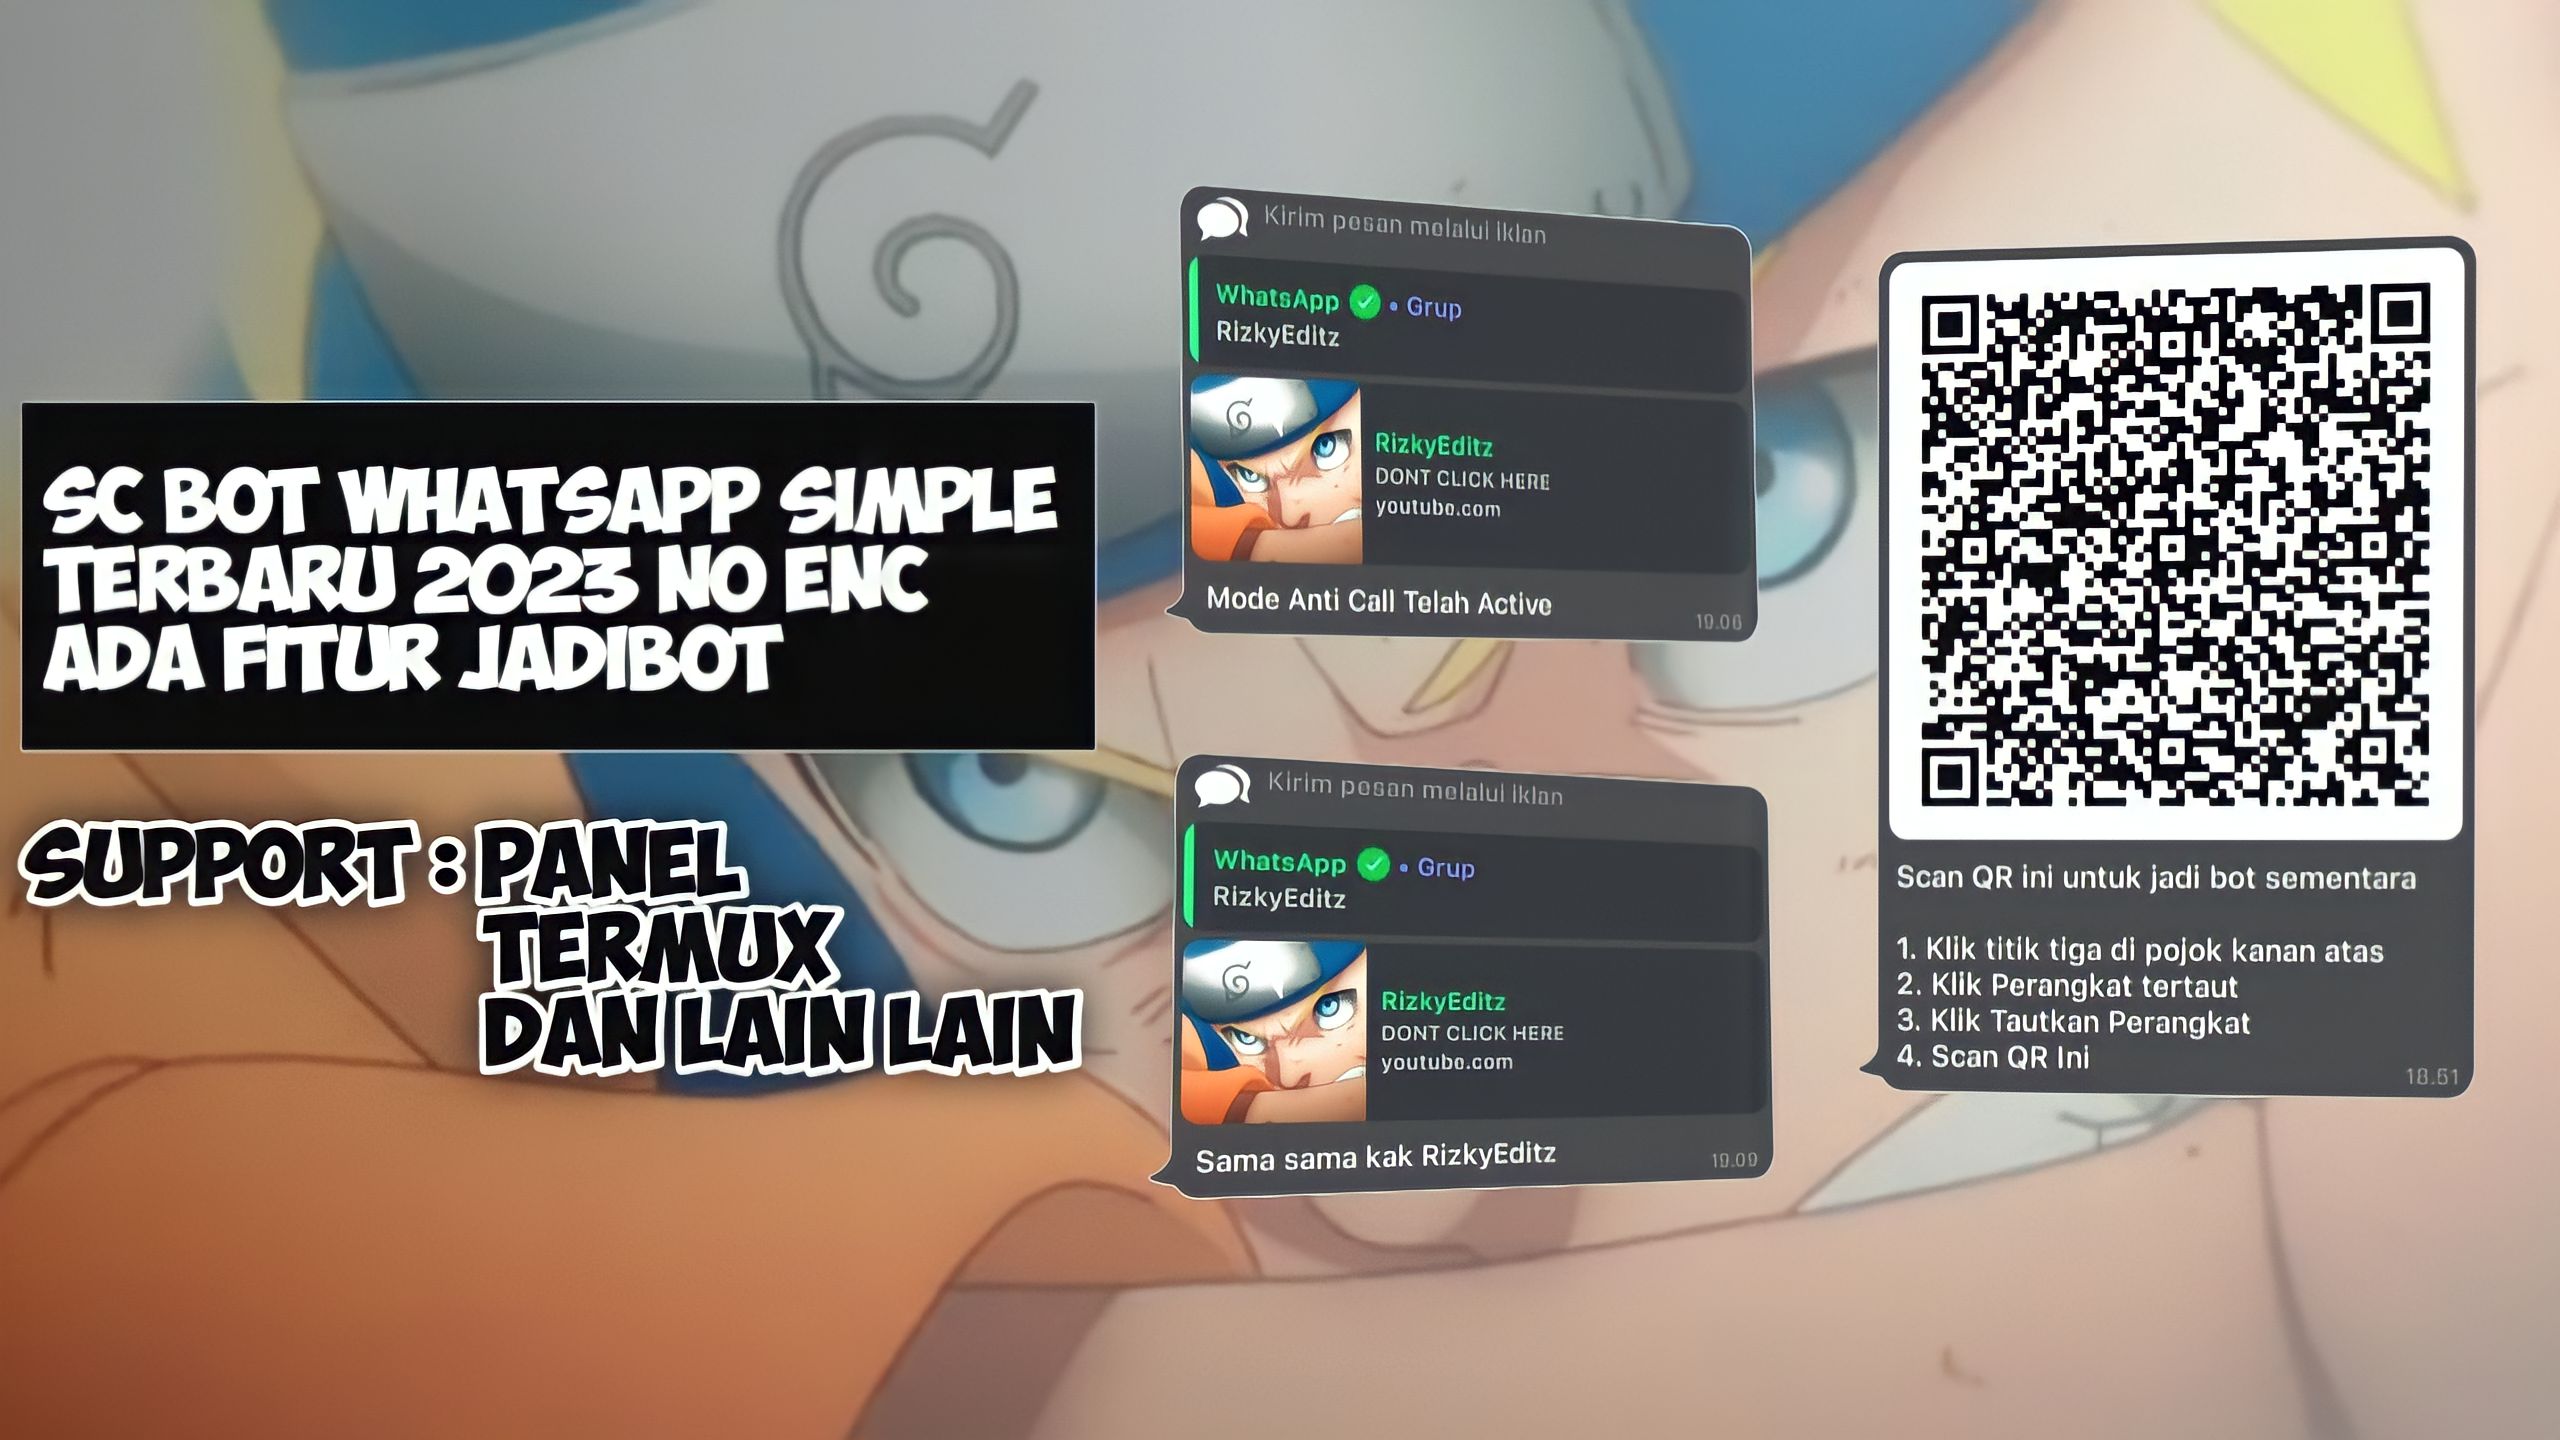 SC BOT WHATSAPP SIMPLE
TERBARU 2023 NO ENC
ADA FITUR JADIBOT
SUPPORT : PANEL
TERMUX
DAN LAIN LAIN
Kirim pesan melalui iklan
WhatsApp • Grup
RizkyEditz
RizkyEditz
DONT CLICK HERE
youtube.com
Mode Anti Call Telah Active
19.06
Kirim pesan melalui iklan
WhatsApp • Grup
RizkyEditz
RizkyEditz
DONT CLICK HERE
youtube.com
Sama sama kak RizkyEditz
19.09
Scan QR ini untuk jadi bot sementara
1. Klik titik tiga di pojok kanan atas
2. Klik Perangkat tertaut
3. Klik Tautkan Perangkat
4. Scan QR Ini
18.51